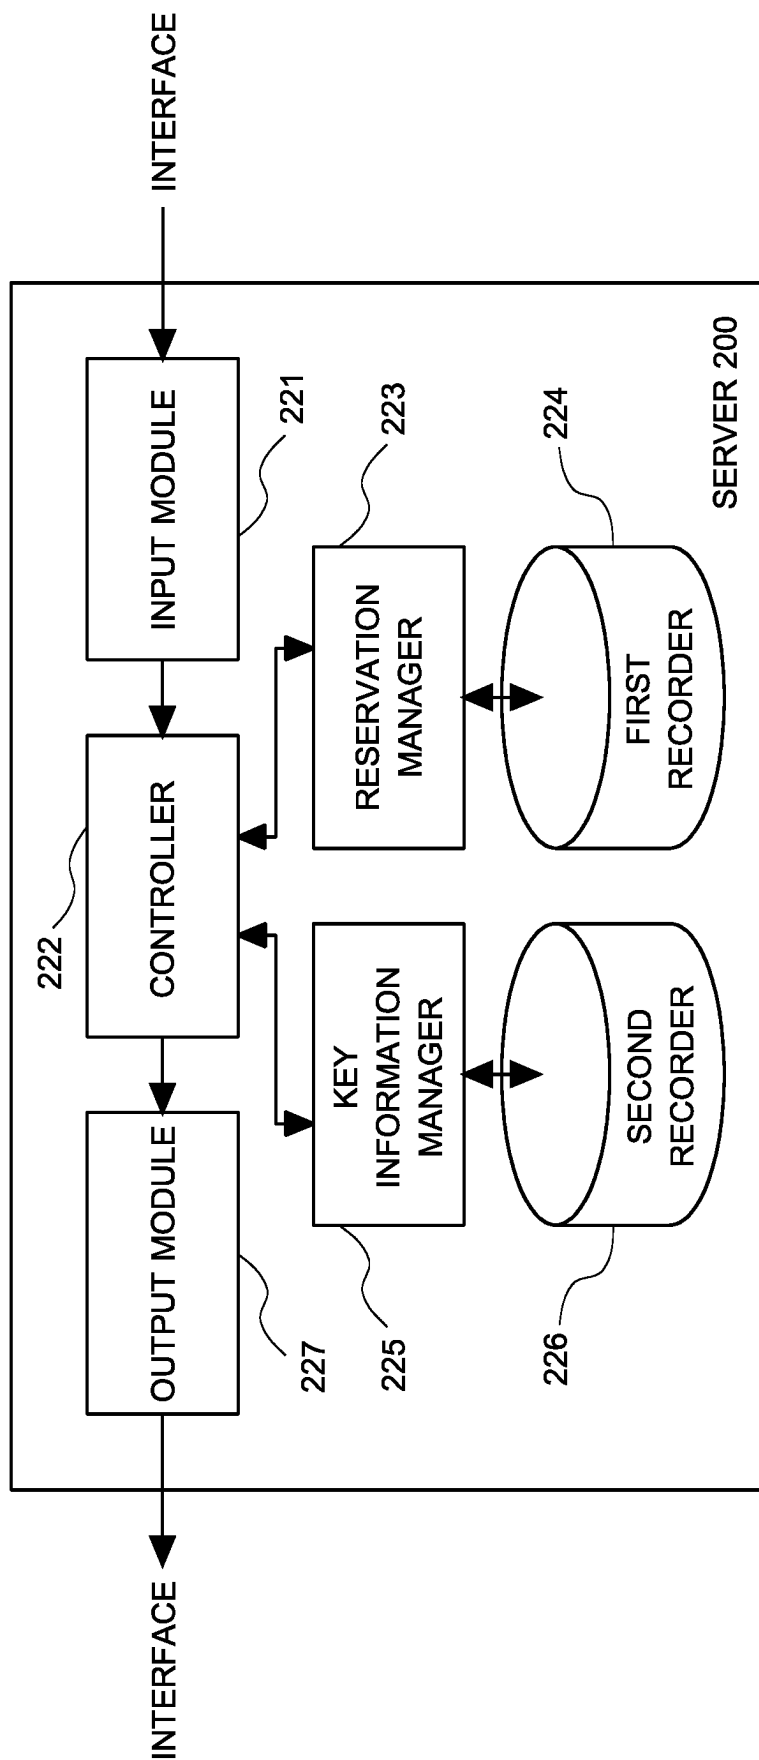 INTERFACE
INTERFACE
OUTPUT MODULE
CONTROLLER
INPUT MODULE
222
227
221
KEY
INFORMATION
MANAGER
RESERVATION
MANAGER
225
223
SECOND
RECORDER
FIRST
RECORDER
226
224
SERVER 200